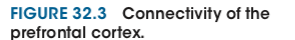 FIGURE 32.3 Connectivity of the
prefrontal cortex.